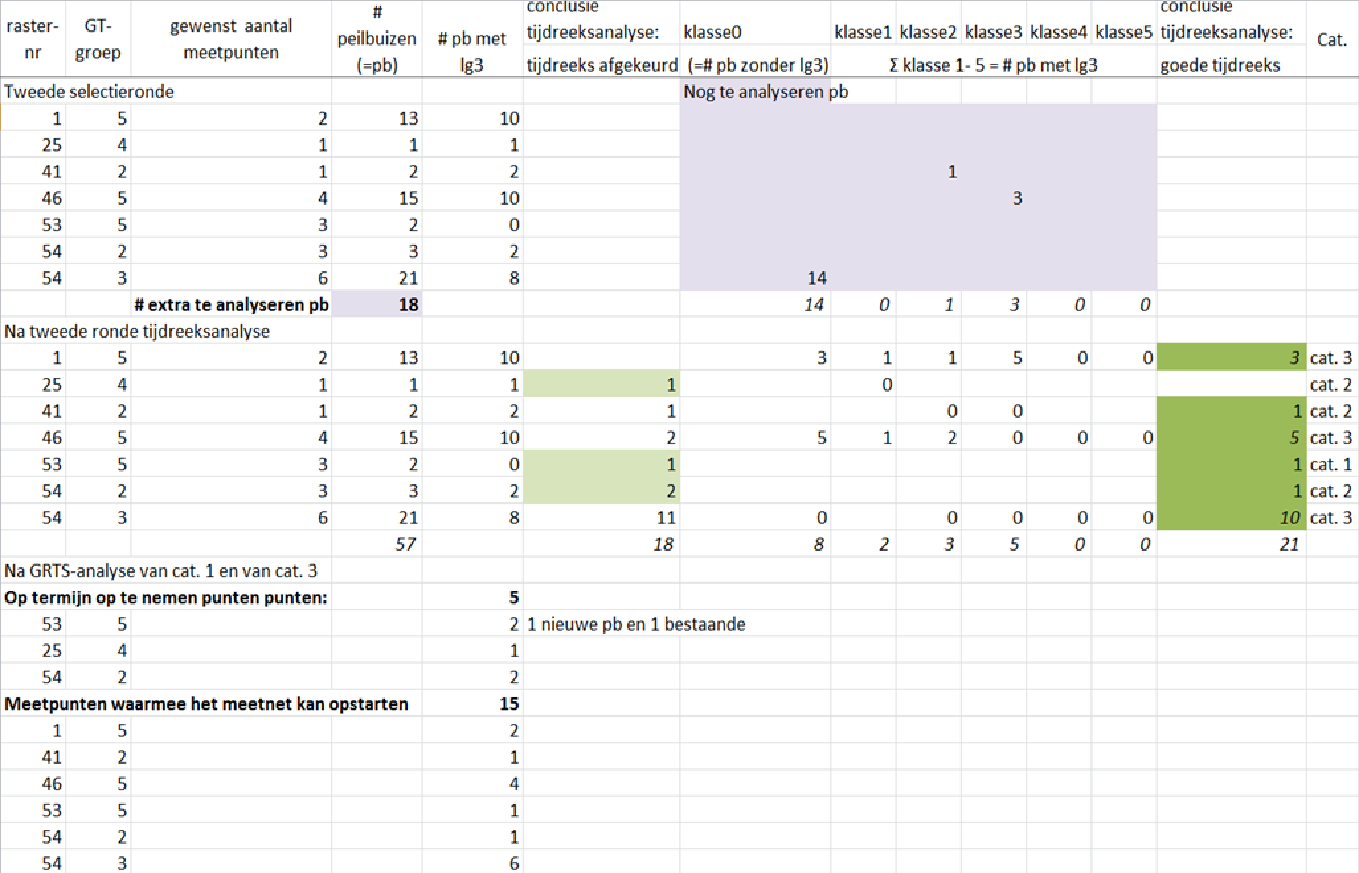 raster-nr GT-groep gewenst aantal meetpunten # peilbuizen (=pb) # pb met lg3 conclusie tijdreeksanalyse: tijdreeks afgekeurd klasse0 (=# pb zonder lg3) klasse1 klasse2 klasse3 klasse4 klasse5 Σ klasse 1- 5 = # pb met lg3 conclusie tijdreeksanalyse: goede tijdreeks Cat.
Tweede selectieronde Nog te analyseren pb
1 5 2 13 10
25 4 1 1 1
41 2 1 2 2 1
46 5 4 15 10 3
53 5 3 2 0
54 2 3 3 2
54 3 6 21 8 14
# extra te analyseren pb 18 14 0 1 3 0 0
Na tweede ronde tijdreeksanalyse
1 5 2 13 10 3 1 1 5 0 0 3 cat. 3
25 4 1 1 1 1 0 cat. 2
41 2 1 2 2 1 0 0 1 cat. 2
46 5 4 15 10 2 5 1 2 0 0 0 5 cat. 3
53 5 3 2 0 1 1 cat. 1
54 2 3 3 2 2 1 cat. 2
54 3 6 21 8 11 0 0 0 0 0 10 cat. 3
57 18 8 2 3 5 0 0 21
Na GRTS-analyse van cat. 1 en van cat. 3
Op termijn op te nemen punten punten: 5
53 5 2 1 nieuwe pb en 1 bestaande
25 4 1
54 2 2
Meetpunten waarmee het meetnet kan opstarten 15
1 5 2
41 2 1
46 5 4
53 5 1
54 2 1
54 3 6